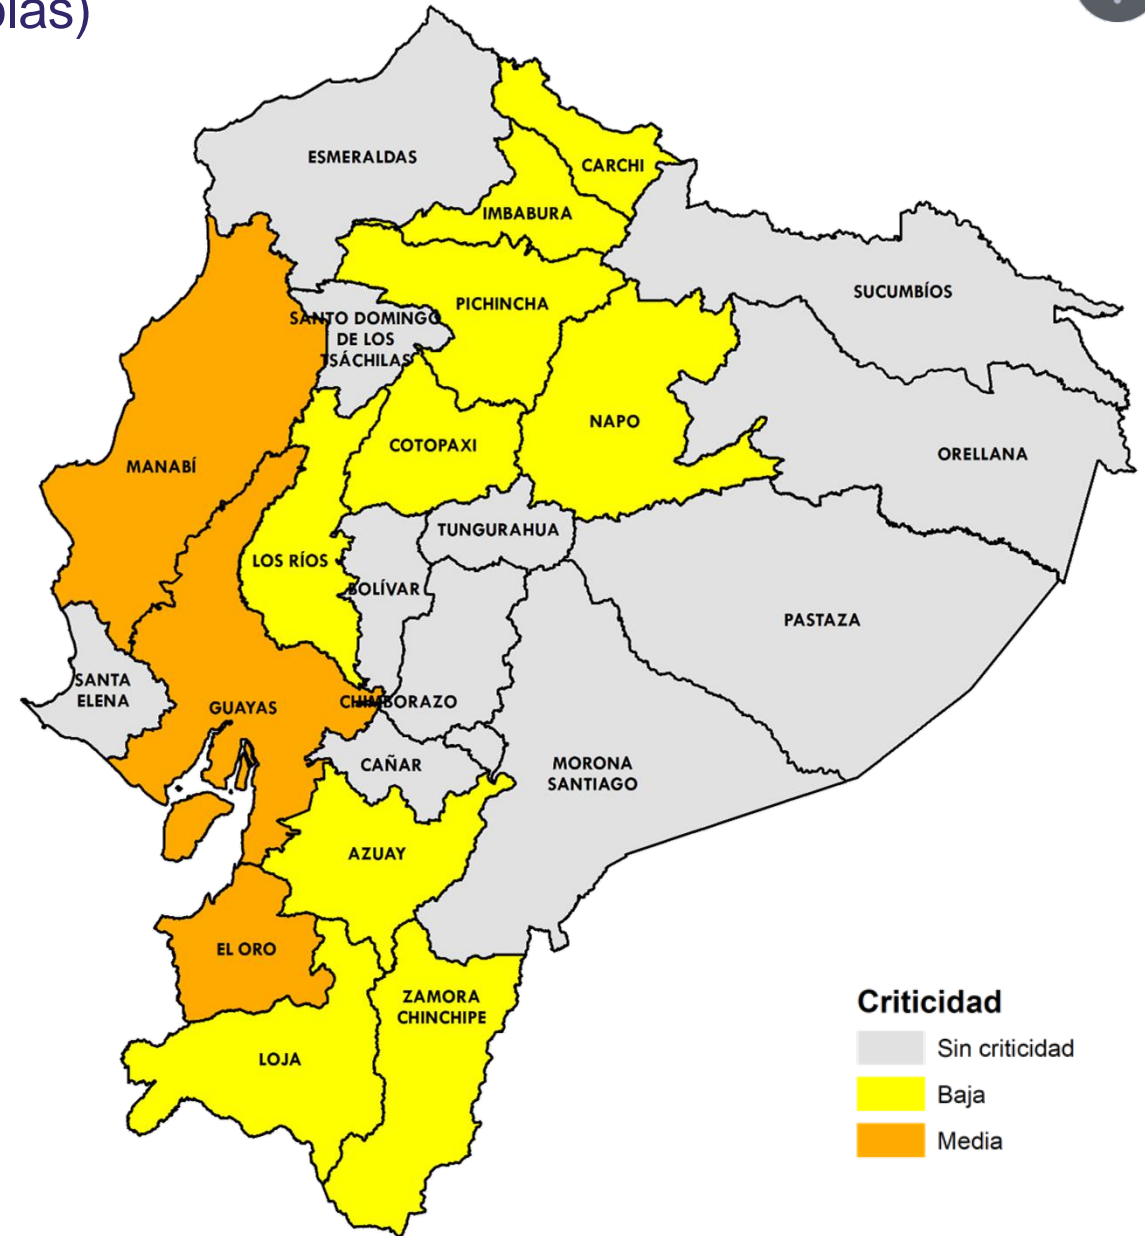 olas)
ESMERALDAS
CARCHI
IMBABURA
SUCUMBÍOS
PICHINCHA
SANTO DOMINGO
DE LOS
TSÁCHILAS
NAPO
COTOPAXI
ORELLANA
MANABÍ
TUNGURAHUA
LOS RÍOS
BOLÍVAR
PASTAZA
SANTA
ELENA
GUAYAS
CHIMBORAZO
CAÑAR
MORONA
SANTIAGO
AZUAY
EL ORO
ZAMORA
CHINCHIPE
LOJA
Criticidad
Sin criticidad
Baja
Media